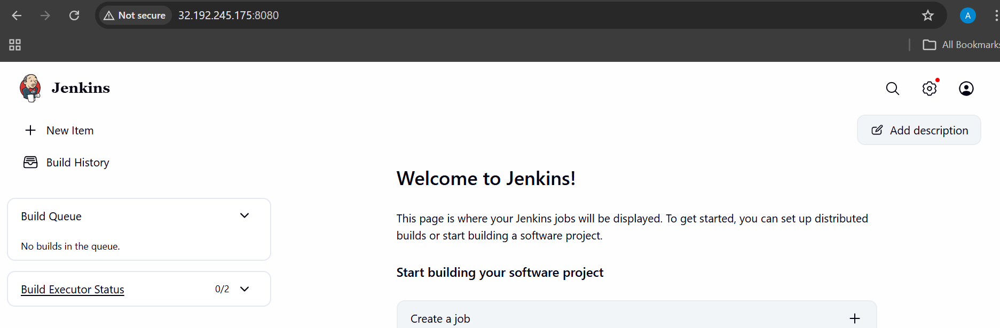 Not secure 32.192.245.175:8080
A
All Bookmarks
Jenkins
New Item
Add description
Build History
Welcome to Jenkins!
Build Queue
This page is where your Jenkins jobs will be displayed. To get started, you can set up distributed
builds or start building a software project.
No builds in the queue.
Start building your software project
Build Executor Status 0/2
Create a job